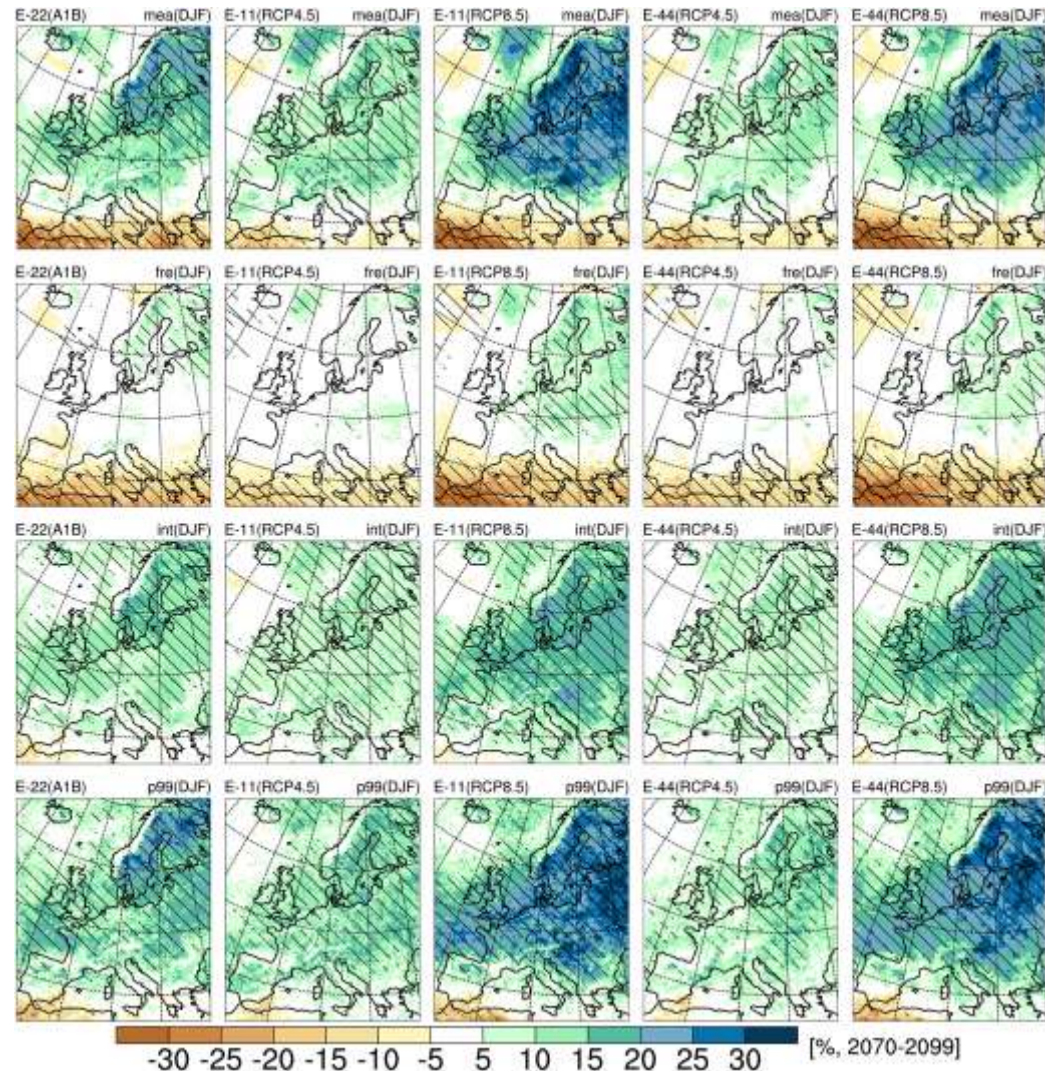 E-22(A1B) mea(DJF) E-11(RCP4.5) mea(DJF) E-11(RCP8.5) mea(DJF) E-44(RCP4.5) mea(DJF) E-44(RCP8.5) mea(DJF)
E-22(A1B) fre(DJF) E-11(RCP4.5) fre(DJF) E-11(RCP8.5) fre(DJF) E-44(RCP4.5) fre(DJF) E-44(RCP8.5) fre(DJF)
E-22(A1B) int(DJF) E-11(RCP4.5) int(DJF) E-11(RCP8.5) int(DJF) E-44(RCP4.5) int(DJF) E-44(RCP8.5) int(DJF)
E-22(A1B) p99(DJF) E-11(RCP4.5) p99(DJF) E-11(RCP8.5) p99(DJF) E-44(RCP4.5) p99(DJF) E-44(RCP8.5) p99(DJF)
-30 -25 -20 -15 -10 -5 5 10 15 20 25 30 [%, 2070-2099]